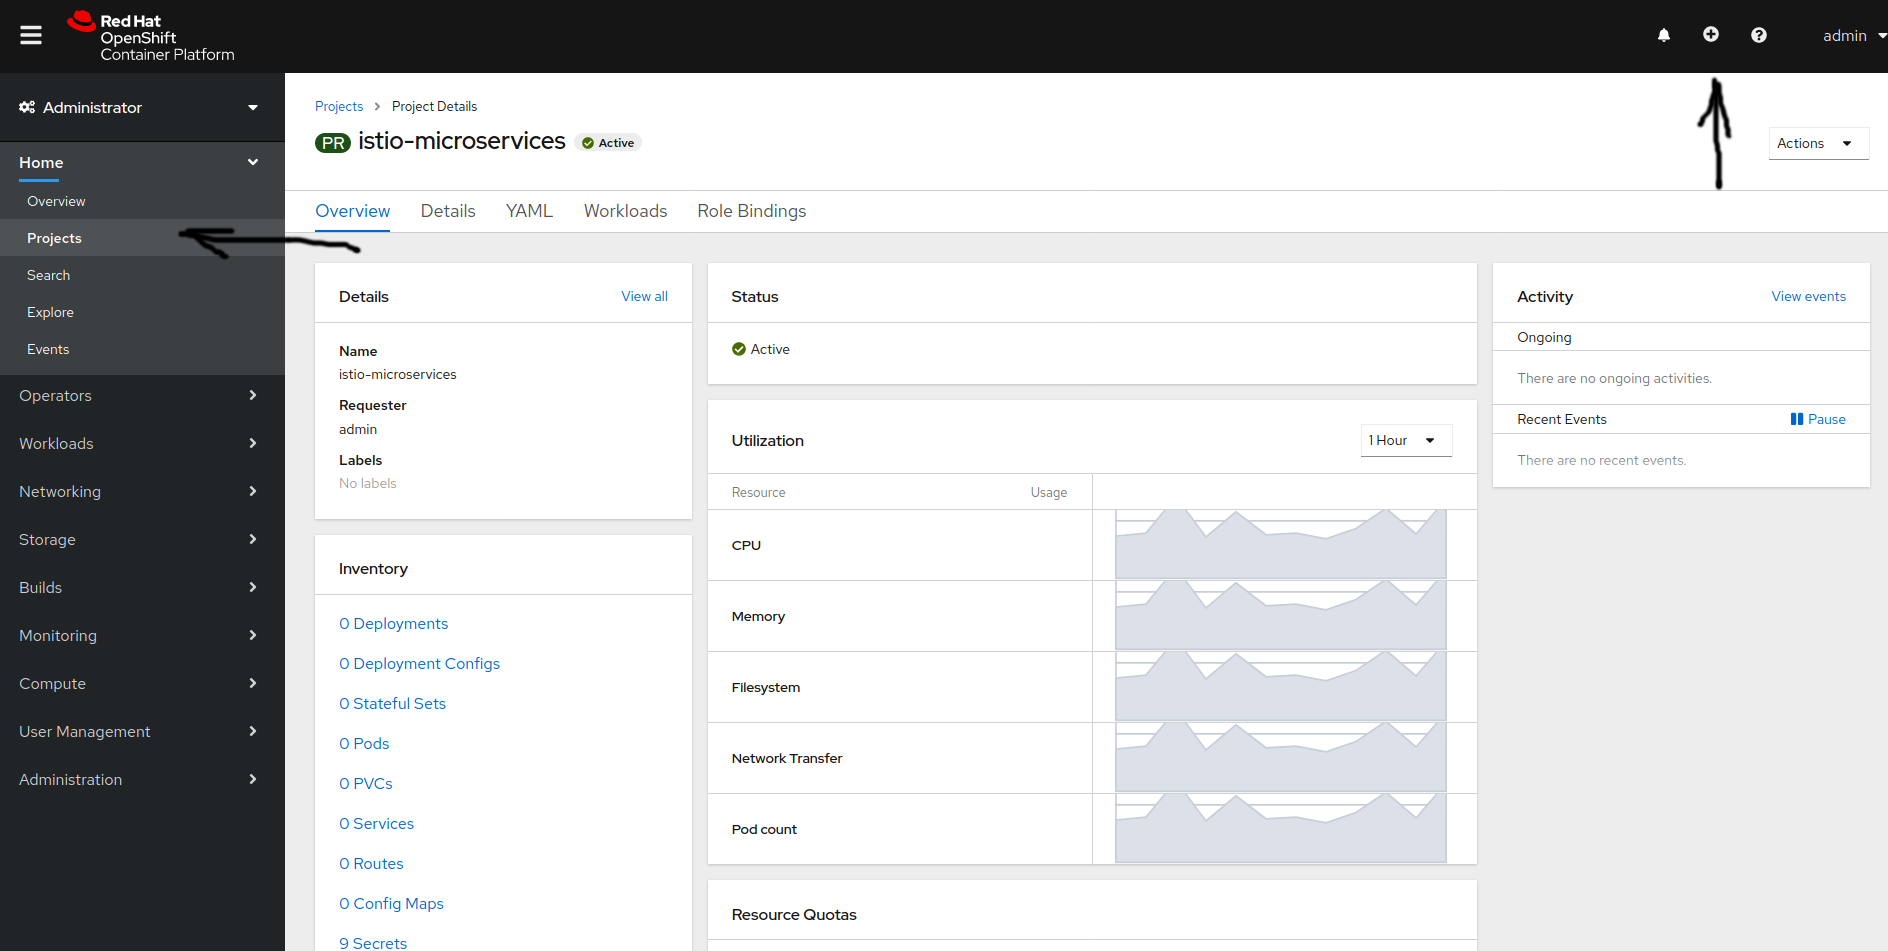 Red Hat
OpenShift
Container Platform
admin
Administrator
Home
Overview
Projects
Search
Explore
Events
Operators
Workloads
Networking
Storage
Builds
Monitoring
Compute
User Management
Administration
Projects > Project Details
PR istio-microservices Active
Actions
Overview Details YAML Workloads Role Bindings
Details View all
Name
istio-microservices
Requester
admin
Labels
No labels
Inventory
0 Deployments
0 Deployment Configs
0 Stateful Sets
0 Pods
0 PVCs
0 Services
0 Routes
0 Config Maps
9 Secrets
Status
Active
Utilization 1 Hour
Resource Usage
CPU
Memory
Filesystem
Network Transfer
Pod count
Resource Quotas
Activity View events
Ongoing
There are no ongoing activities.
Recent Events Pause
There are no recent events.